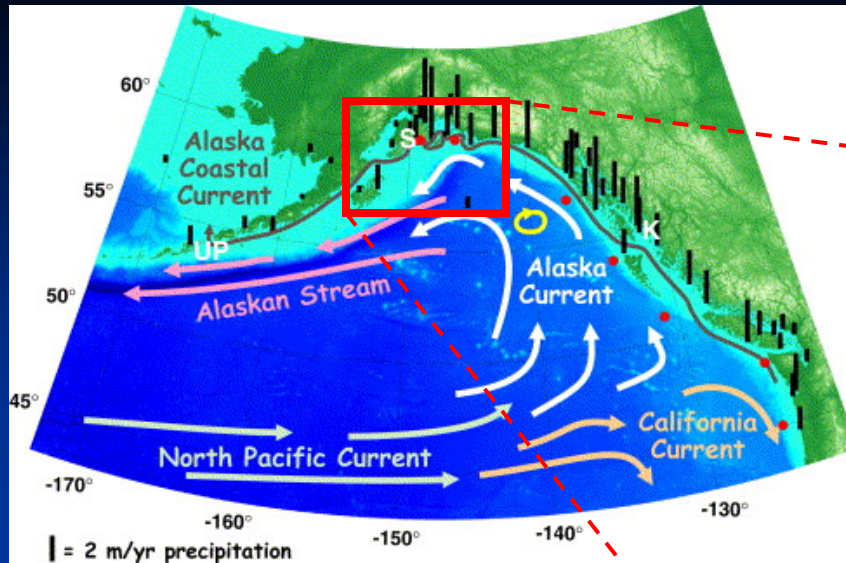 60°
55°
50°
45°
Alaska
Coastal
Current
S
UP
K
Alaska
Current
Alaskan Stream
North Pacific Current
California
Current
-170°
-160°
-150°
-140°
-130°
= 2 m/yr precipitation